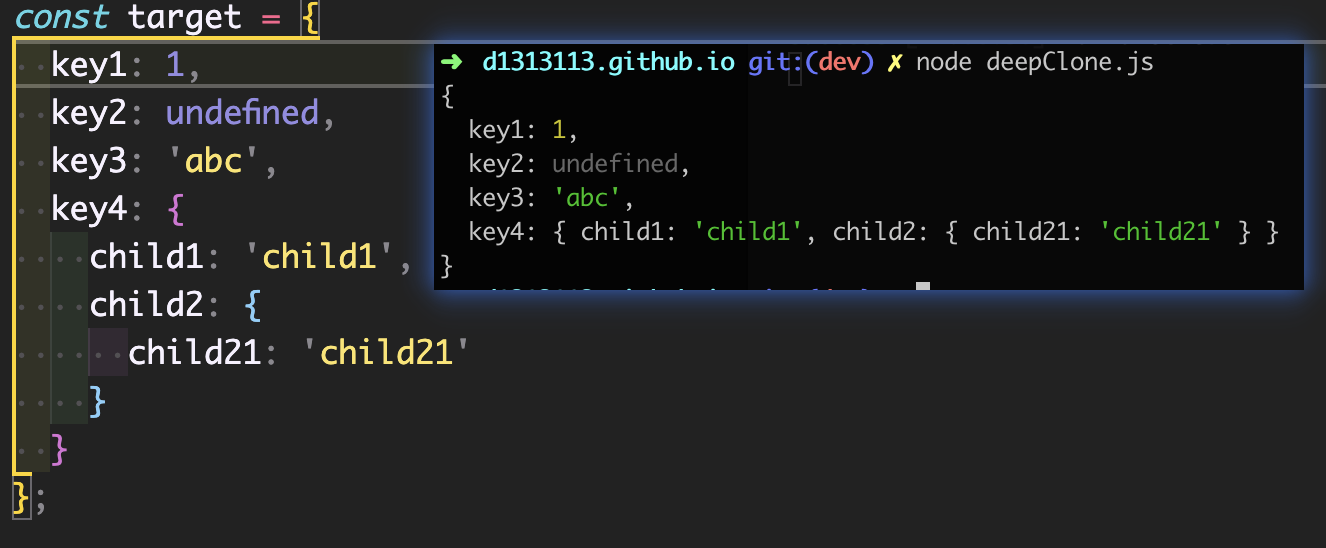 const target = {
key1: 1,
key2: undefined,
key3: 'abc',
key4: {
child1: 'child1',
child2: {
child21: 'child21'
}
}
};
➜ d1313113.github.io git:(dev) ✗ node deepClone.js
{
key1: 1,
key2: undefined,
key3: 'abc',
key4: { child1: 'child1', child2: { child21: 'child21' } }
}